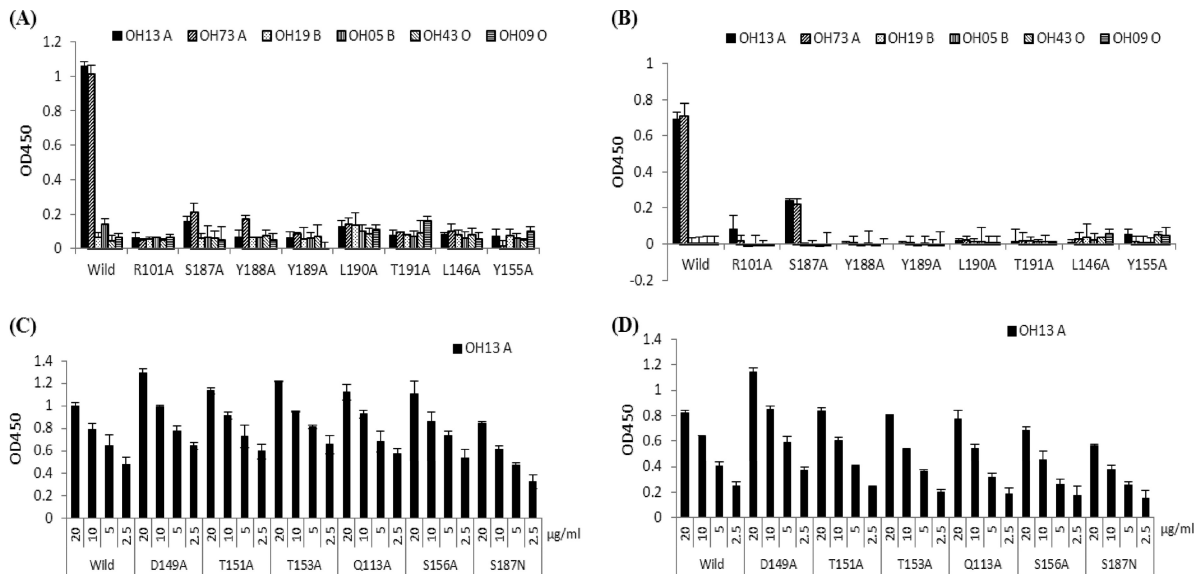 (A)
OH13 A OH73 A OH19 B OH05 B OH43 O OH09 O
1.2
1
0.8
0.6
0.4
0.2
0
OD450
Wild R101A S187A Y188A Y189A L190A T191A L146A Y155A
(B)
OH13 A OH73 A OH19 B OH05 B OH43 O OH09 O
1
0.8
0.6
0.4
0.2
0
-0.2
OD450
Wild R101A S187A Y188A Y189A L190A T191A L146A Y155A
(C)
OH13 A
1.4
1.2
1
0.8
0.6
0.4
0.2
0
OD450
20 10 5 2.5 20 10 5 2.5 20 10 5 2.5 20 10 5 2.5 20 10 5 2.5 20 10 5 2.5 20 10 5 2.5 µg/ml
WIld D149A T151A T153A Q113A S156A S187N
(D)
OH13 A
1.4
1.2
1
0.8
0.6
0.4
0.2
0
OD450
20 10 5 2.5 20 10 5 2.5 20 10 5 2.5 20 10 5 2.5 20 10 5 2.5 20 10 5 2.5 20 10 5 2.5 µg/ml
Wild D149A T151A T153A Q113A S156A S187N